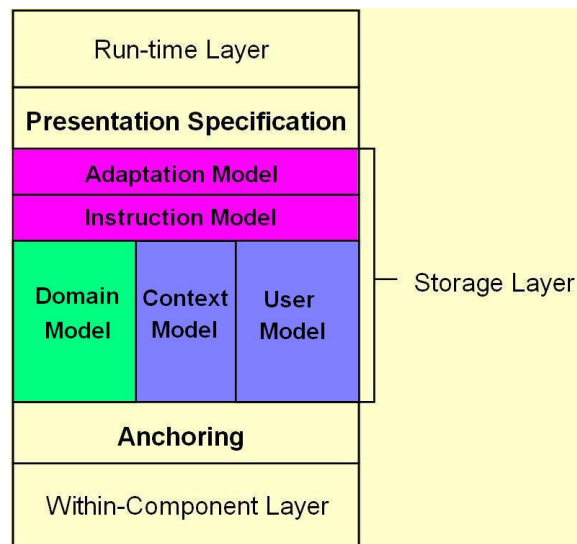 Run-time Layer
Presentation Specification
Adaptation Model
Instruction Model
Domain
Model
Context
Model
User
Model
Storage Layer
Anchoring
Within-Component Layer